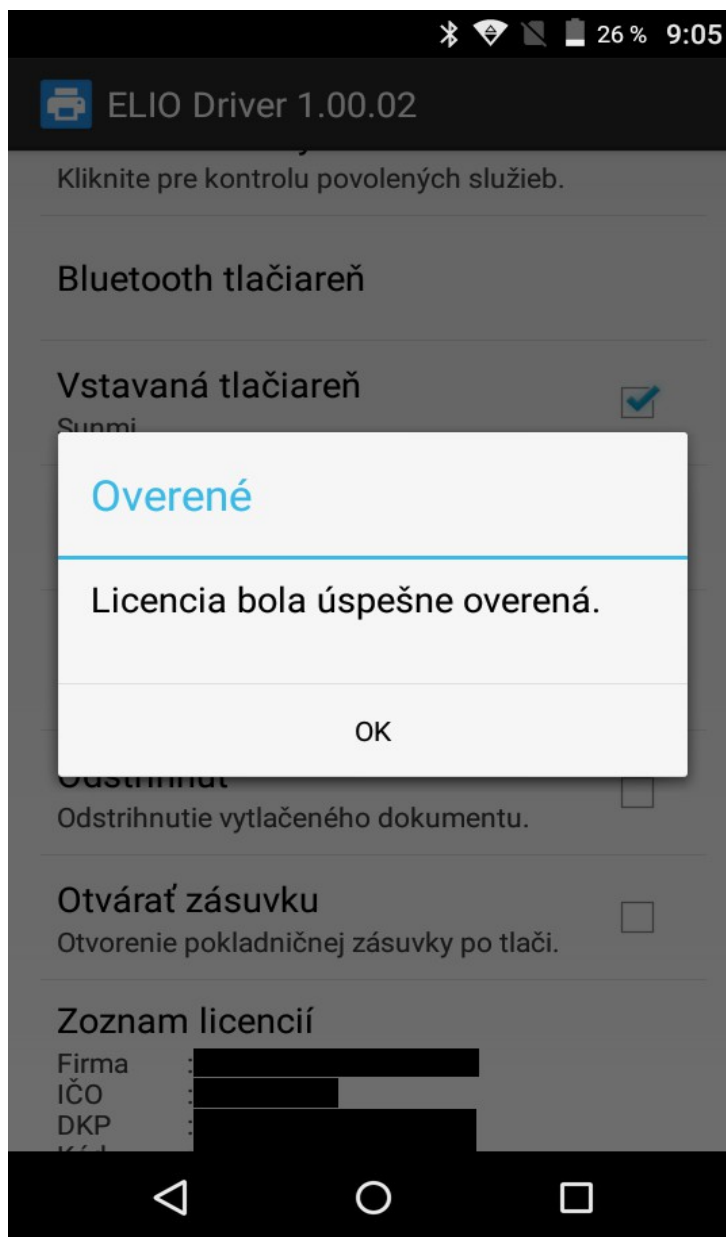 26 % 9:05
ELIO Driver 1.00.02
Kliknite pre kontrolu povolených služieb.
Bluetooth tlačiareň
Vstavaná tlačiareň
Sunmi
Overené
Licencia bola úspešne overená.
OK
Odstrihnúť
Odstrihnutie vytlačeného dokumentu.
Otvárať zásuvku
Otvorenie pokladničnej zásuvky po tlači.
Zoznam licencií
Firma :
IČO :
DKP :